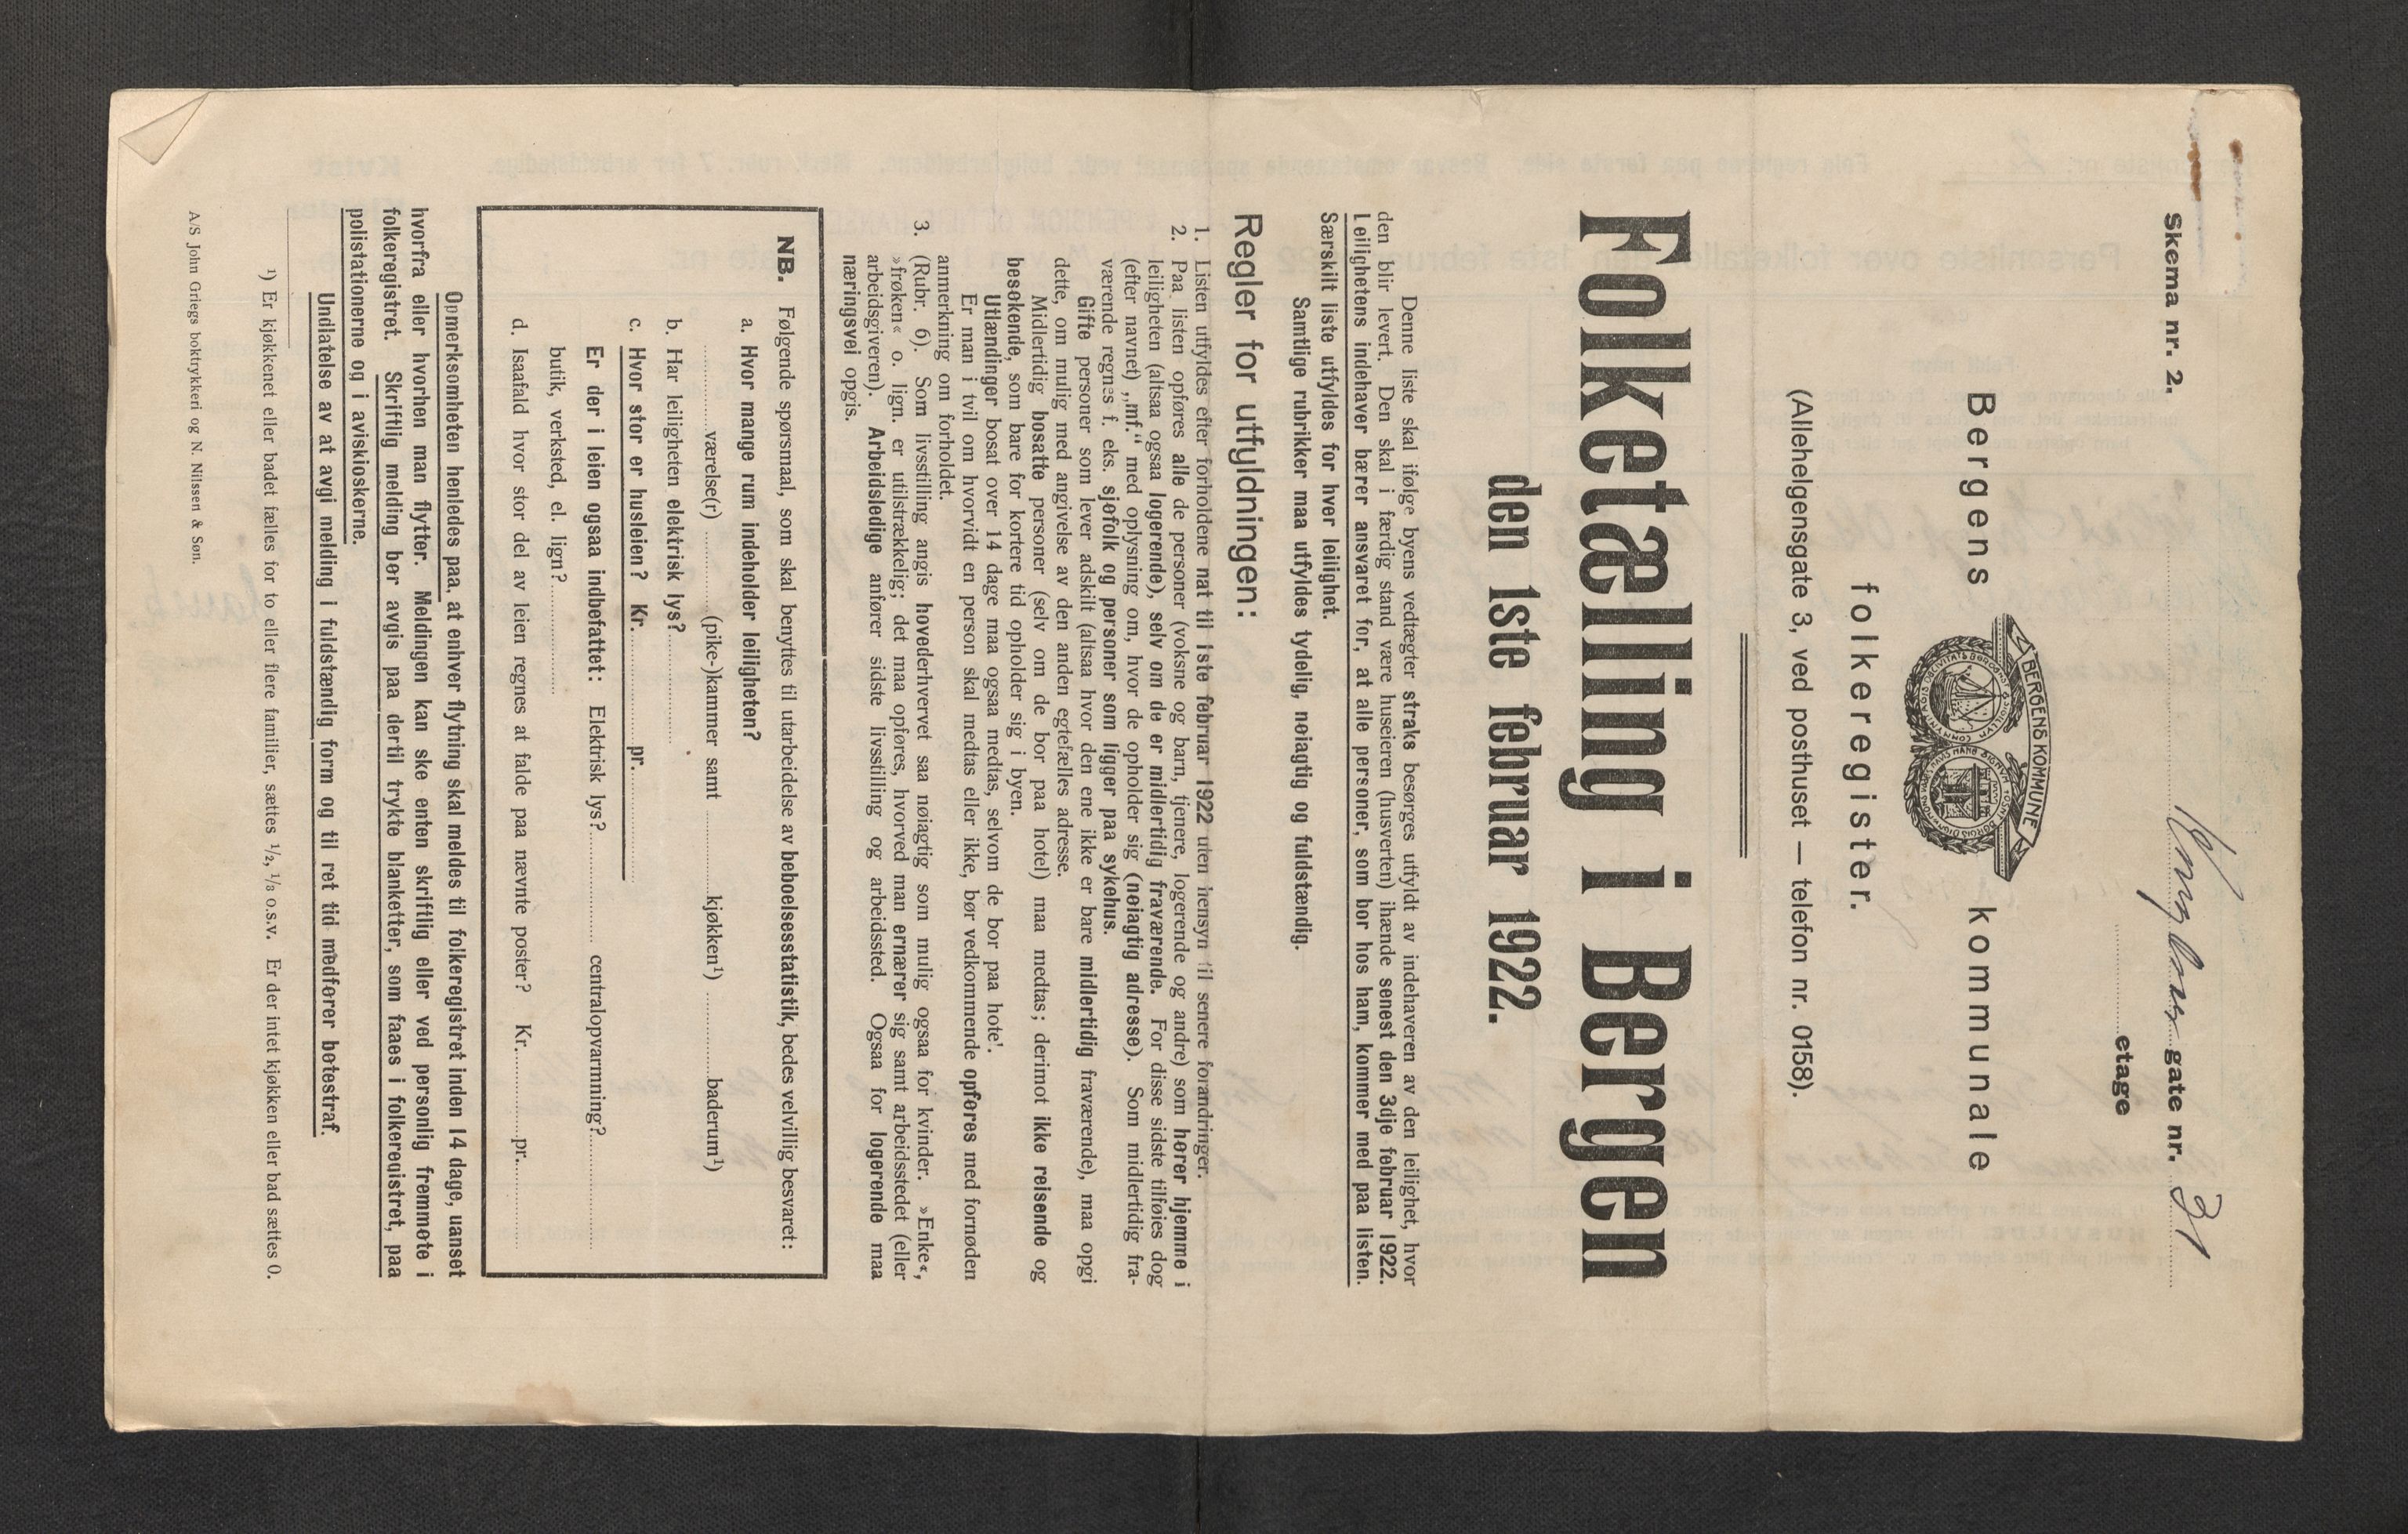 Skema nr. 2.
gate nr. 31
etage
Bergens kommunale
BERGENS KOMMUNE
folkeregister.
(Allehelgensgate 3, ved posthuset — telefon nr. 0158).
Folketælling i Bergen
den 1ste februar 1922.
Denne liste skal ifølge byens vedtægter straks besørges utfyldt av indehaveren av den leilighet, hvor
den blir levert. Den skal i færdig stand være huseieren (husverten) ihænde senest den 3dje februar 1922.
Leilighetens indehaver bærer ansvaret for, at alle personer, som bor hos ham, kommer med paa listen.
Særskilt liste utfyldes for hver leilighet.
Samtlige rubrikker maa utfyldes tydelig, nøiagtig og fuldstændig.
Regler for utfyldningen:
1. Listen utfyldes efter forholdene nat til 1ste februar 1922 uten hensyn til senere forandringer.
2. Paa listen opføres alle de personer (voksne og barn, tjenere, logerende og andre) som hører hjemme i
leiligheten (altsaa ogsaa logerende), selv om de er midlertidig fraværende. For disse sidste tilføies dog
(efter navnet) „mf.“ med oplysning om, hvor de opholder sig (nøiagtig adresse). Som midlertidig fra-
værende regnes f. eks. sjøfolk og personer som ligger paa sykehus.
Gifte personer som lever adskilt (altsaa hvor den ene ikke er bare midlertidig fraværende), maa opgi
dette, om mulig med angivelse av den anden egtefælles adresse.
Midlertidig bosatte personer (selv om de bor paa hotel) maa medtas; derimot ikke reisende og
besøkende, som bare for kortere tid opholder sig i byen.
Utlændinger bosat over 14 dage maa ogsaa medtas, selvom de bor paa hotel.
Er man i tvil om hvorvidt en person skal medtas eller ikke, bør vedkommende opføres med fornøden
anmerkning om forholdet.
3. (Rubr. 6). Som livsstilling angis hovederhvervet saa nøiagtig som mulig ogsaa for kvinder. »Enke«,
»frøken« o. lign. er utilstrækkelig; det maa opføres, hvorved man ernærer sig samt arbeidsstedet (eller
arbeidsgiveren). Arbeidsledige anfører sidste livsstilling og arbeidssted. Ogsaa for logerende maa
næringsvei opgis.
NB. Følgende spørsmaal, som skal benyttes til utarbeidelse av beboelsesstatistik, bedes velvilligst besvaret:
a. Hvor mange rum indeholder leiligheten?
værelse(r) (pike-)kammer samt kjøkken¹) baderum¹)
b. Har leiligheten elektrisk lys?
c. Hvor stor er husleien? Kr. pr.
Er der i leien ogsaa indbefattet: Elektrisk lys? centralopvarmning?
butik, verksted, el. lign?
d. Isaafald hvor stor del av leien regnes at falde paa nævnte poster? Kr. pr.
Opmerksomheten henledes paa, at enhver flytning skal meldes til folkeregistret inden 14 dage, uanset
hvorfra eller hvorhen man flytter. Meldingen kan ske enten skriftlig eller ved personlig fremmøte i
folkeregistret. Skriftlig melding bør avgis paa dertil trykte blanketter, som faaes i folkeregistret, paa
polistationerne og i aviskioskerne.
Undlatelse av at avgi melding i fuldstændig form og til ret tid medfører bøtestraf.
¹) Er kjøkkenet eller badet fælles for to eller flere familier, sættes ½, ⅓ o.s.v. Er der intet kjøkken eller bad sættes 0.
A/S John Griegs boktrykkeri og N. Nilssen & Søn.